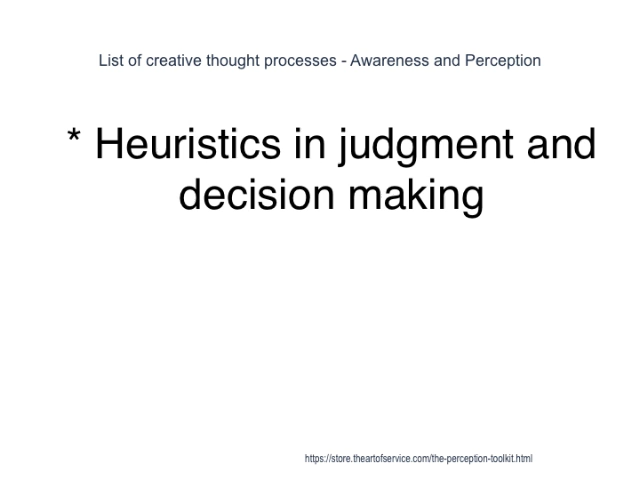 List of creative thought processes - Awareness and Perception
* Heuristics in judgment and
decision making
https://store.theartofservice.com/the-perception-toolkit.html